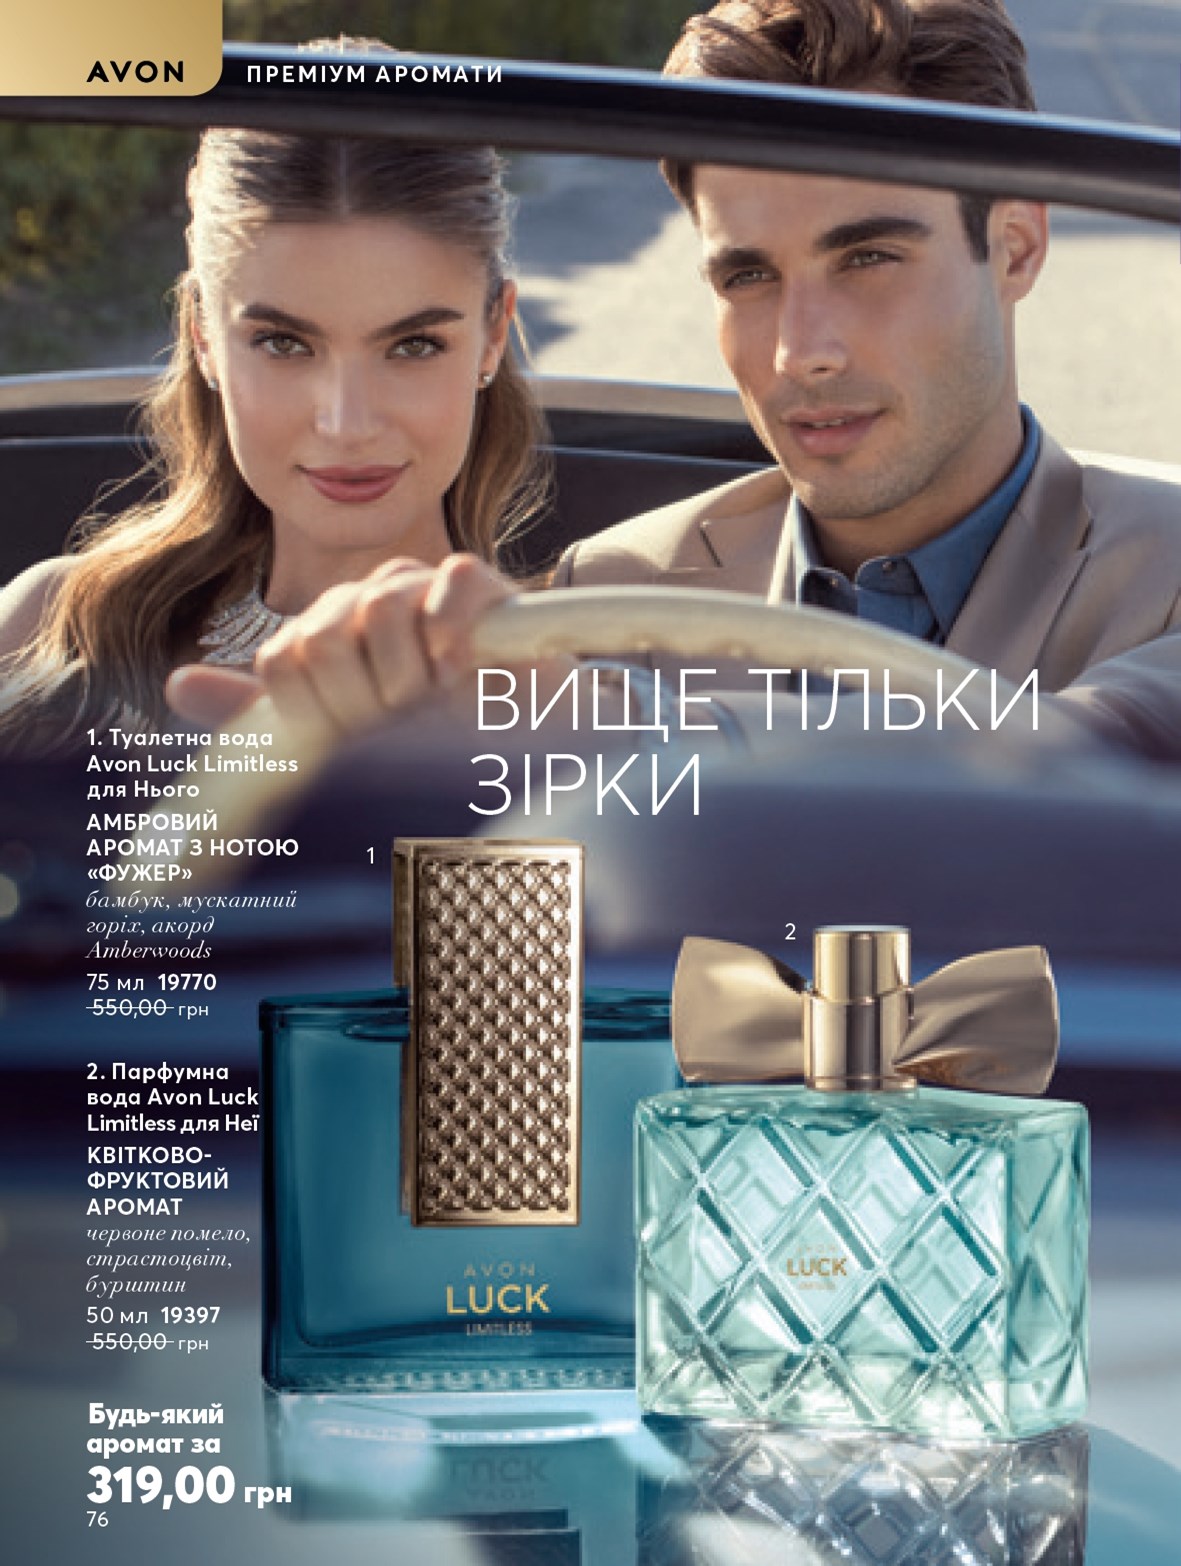 AVON
ПРЕМІУМ АРОМАТИ
ВИЩЕ ТІЛЬКИ
ЗІРКИ
1. Туалетна вода
Avon Luck Limitless
для Нього
АМБРОВИЙ
АРОМАТ З НОТОЮ
«ФУЖЕР»
бамбук, мускатний
горіх, акорд
Amberwoods
75 мл 19770
550,00 грн
2. Парфумна
вода Avon Luck
Limitless для Неї
КВІТКОВО-
ФРУКТОВИЙ
АРОМАТ
червоне помело,
страстоцвіт,
бурштин
50 мл 19397
550,00 грн
Будь-який
аромат за
319,00 грн
76
1
AVON
LUCK
LIMITLESS
2
AVON
LUCK